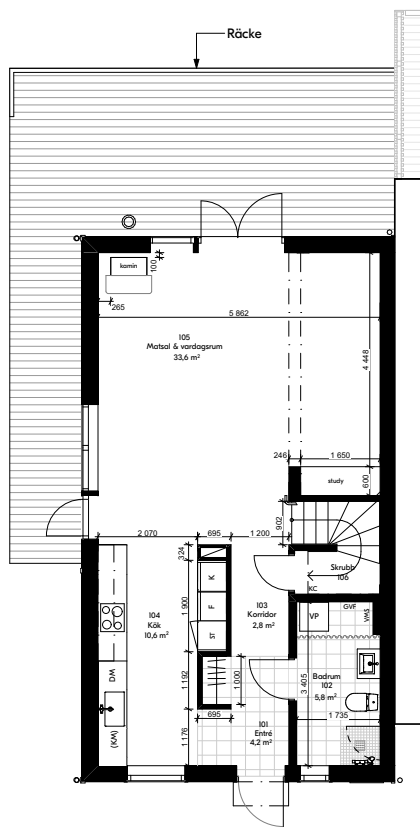 Räcke
kamin
100
265
5 862
105
Matsal & vardagsrum
33,6 m²
4 448
246
1 650
600
study
902
2 070
695
1 200
324
Skrubb
106
KC
K
1 900
F
103
Korridor
2,8 m²
104
Kök
10,6 m²
ST
VP
GVF
VMS
DM
1 192
1 000
3 405
Badrum
102
5,8 m²
695
1 735
(KM)
1 176
101
Entré
4,2 m²